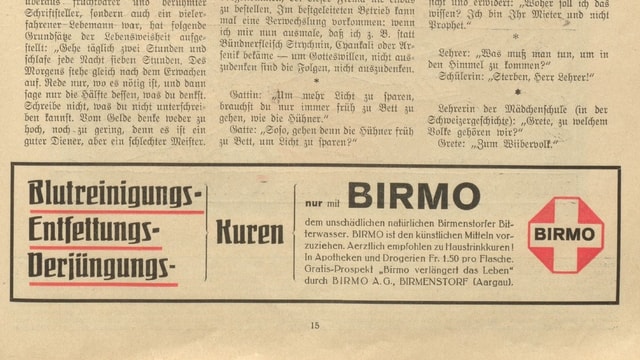 überaus fruchtbarer und berühmter
Schriftsteller, sondern auch ein vieler-
fahrener Lebemann war, hat folgende
Grundsätze der Lebensweisheit aufge-
stellt: „Gehe täglich zwei Stunden und
schlafe jede Nacht sieben Stunden. Des
Morgens stehe gleich nach dem Erwachen
auf. Rede nur, wo es nötig ist, und dann
sage nur die Hälfte dessen, was du denkst.
Schreibe nicht, was du nicht unterschrei-
ben kannst. Vom Gelde denke weder zu
hoch, noch zu gering, denn es ist ein
guter Diener, aber ein schlechter Meister.
zu bestellen. Im besteingeleiteten Betrieb kann
mal eine Verwechslung vorkommen: wenn
ich mir nun ausmale, daß ich z. B. statt
Bündnerfleisch Strychnin, Cyankali oder Ar-
senik bekäme — um Gotteswillen, nicht aus-
zudenken sind die Folgen, nicht auszudenken.
*
Gattin: „Um mehr Licht zu sparen,
brauchst du nur immer früh zu Bett zu
gehen, wie die Hühner.“
Gatte: „Soso, gehen denn die Hühner früh
zu Bett, um Licht zu sparen?“
nicht und erwidert: „Woher soll ich das
wissen? Ich bin Ihr Mieter und nicht
Prophet.“
*
Lehrer: „Was muß man tun, um in
den Himmel zu kommen?“
Schülerin: „Sterben, Herr Lehrer!“
*
Lehrerin der Mädchenschule (in der
Schweizergeschichte): „Grete, zu welchem
Volke gehören wir?“
Grete: „Zum Wibervolk.“
Blutreinigungs-
Entfettungs-
Verjüngungs-
Kuren
nur mit BIRMO
dem unschädlichen natürlichen Birmenstorfer Bit-
terwasser. BIRMO ist den künstlichen Mitteln vor-
zuziehen. Aerztlich empfohlen zu Haustrinkkuren!
In Apotheken und Drogerien Fr. 1.50 pro Flasche.
Gratis-Prospekt „Birmo verlängert das Leben“
durch BIRMO A.G., BIRMENSTORF (Aargau).
BIRMO
15